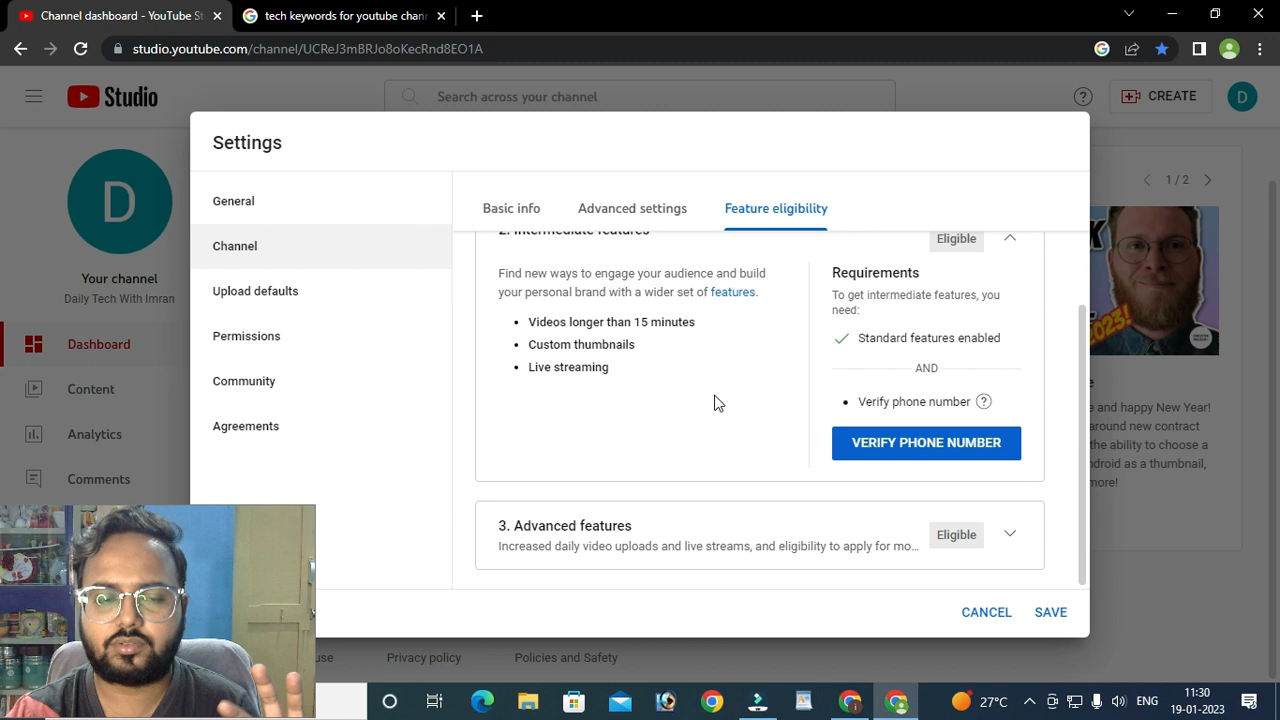 Channel dashboard - YouTube S
tech keywords for youtube chan
studio.youtube.com/channel/UCReJ3mBRJo8oKecRnd8EO1A
Studio
Search across your channel
CREATE
D
Settings
D
Your channel
Daily Tech With Imran
Dashboard
Content
Analytics
Comments
General
Channel
Upload defaults
Permissions
Community
Agreements
Basic info
Advanced settings
Feature eligibility
2. Intermediate features
Eligible
Find new ways to engage your audience and build
your personal brand with a wider set of features.
• Videos longer than 15 minutes
• Custom thumbnails
• Live streaming
Requirements
To get intermediate features, you
need:
Standard features enabled
AND
• Verify phone number
VERIFY PHONE NUMBER
3. Advanced features
Increased daily video uploads and live streams, and eligibility to apply for mo...
Eligible
CANCEL
SAVE
1 / 2
2023!
e
e and happy New Year!
around new contract
the ability to choose a
ndroid as a thumbnail,
more!
use
Privacy policy
Policies and Safety
27°C
ENG
11:30
19-01-2023